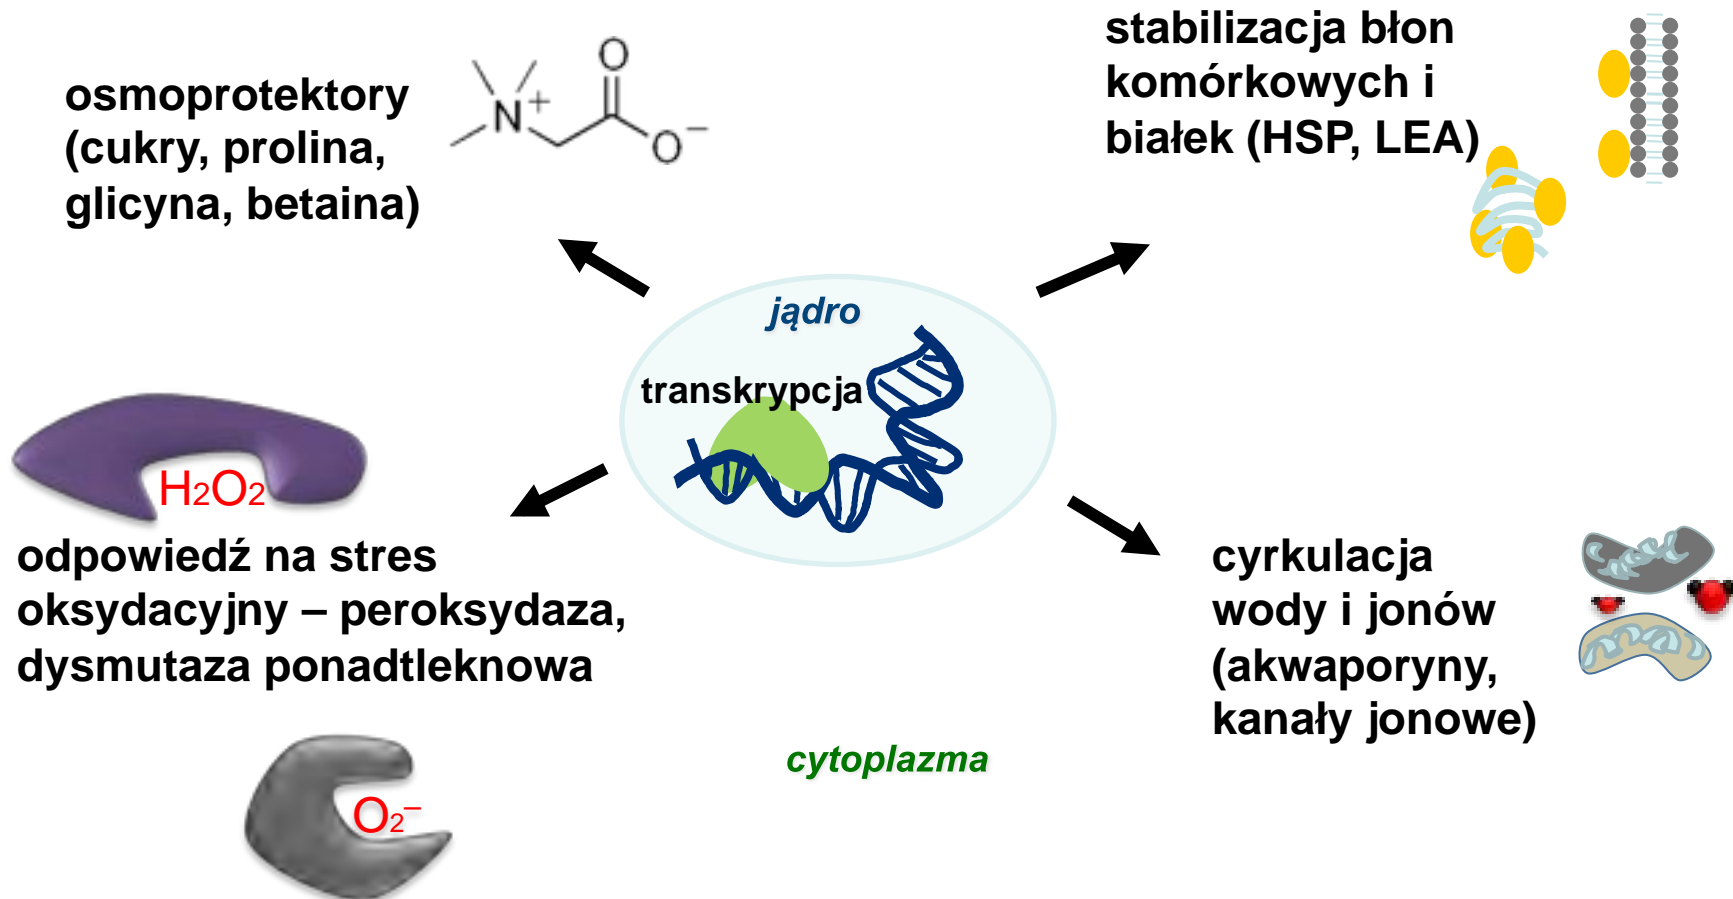 osmoprotektory
(cukry, prolina,
glicyna, betaina)
N+
O
O–
stabilizacja błon
komórkowych i
białek (HSP, LEA)
jądro
transkrypcja
H2O2
odpowiedź na stres
oksydacyjny – peroksydaza,
dysmutaza ponadtleknowa
O2–
cyrkulacja
wody i jonów
(akwaporyny,
kanały jonowe)
cytoplazma